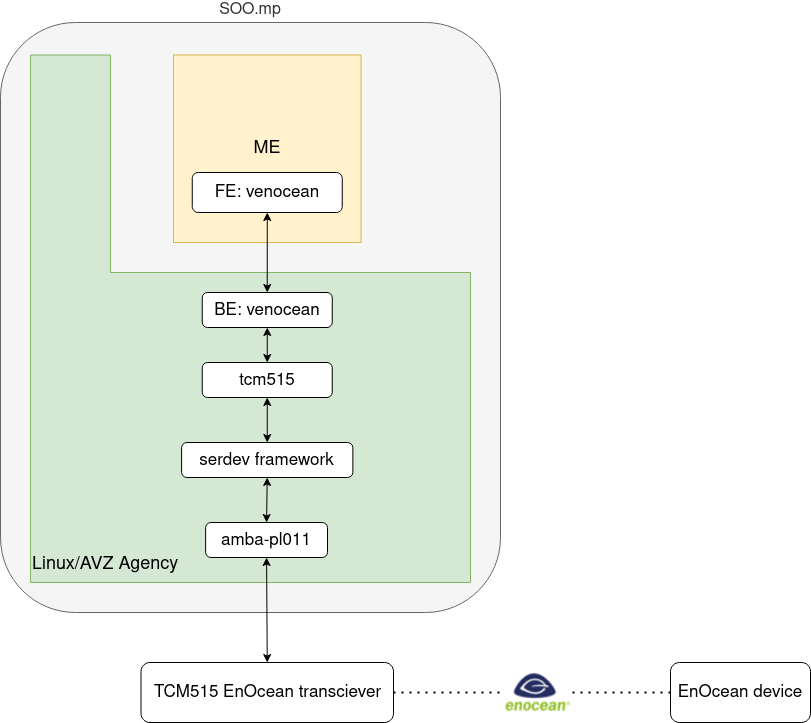 SOO.mp
ME
FE: venocean
BE: venocean
tcm515
serdev framework
amba-pl011
Linux/AVZ Agency
TCM515 EnOcean transciever
enocean®
EnOcean device